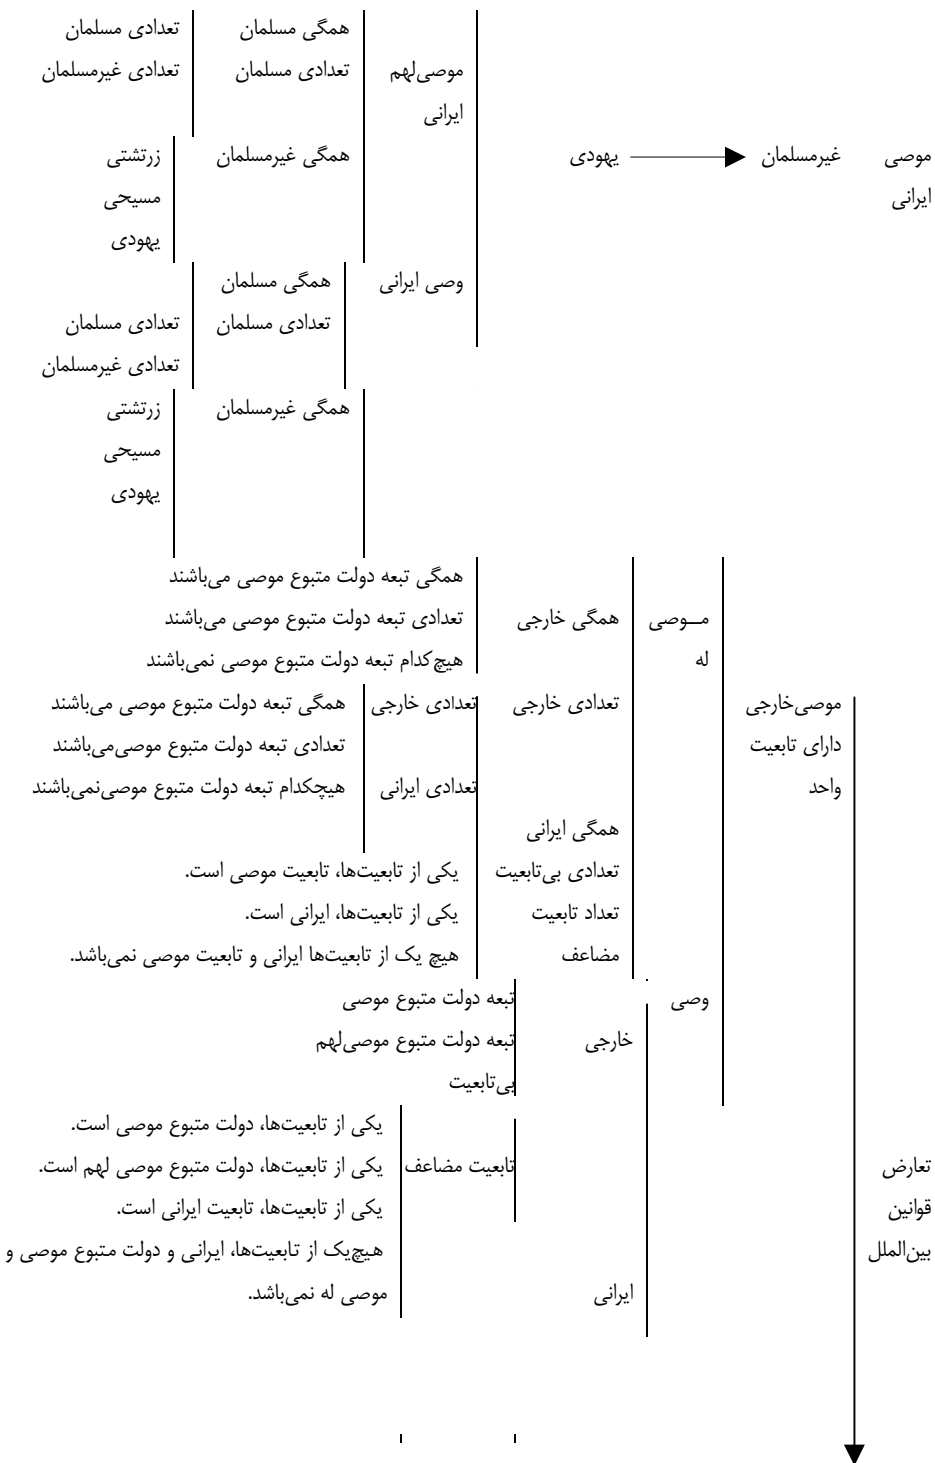 همگی مسلمان تعدادی مسلمان
موصی‌لهم تعدادی مسلمان تعدادی غیرمسلمان
ایرانی
موصی غیرمسلمان یهودی همگی غیرمسلمان زرتشتی
ایرانی مسیحی
یهودی
وصی ایرانی همگی مسلمان
تعدادی مسلمان تعدادی مسلمان
تعدادی غیرمسلمان
همگی غیرمسلمان زرتشتی
مسیحی
یهودی
همگی تبعه دولت متبوع موصی می‌باشند
مــوصی همگی خارجی تعدادی تبعه دولت متبوع موصی می‌باشند
له هیچ‌کدام تبعه دولت متبوع موصی نمی‌باشند
موصی‌خارجی تعدادی خارجی تعدادی خارجی همگی تبعه دولت متبوع موصی می‌باشند
دارای تابعیت تعدادی تبعه دولت متبوع موصی‌می‌باشند
واحد تعدادی ایرانی هیچکدام تبعه دولت متبوع موصی‌نمی‌باشند
همگی ایرانی
تعدادی بی‌تابعیت یکی از تابعیت‌ها، تابعیت موصی است.
تعداد تابعیت یکی از تابعیت‌ها، ایرانی است.
مضاعف هیچ یک از تابعیت‌ها ایرانی و تابعیت موصی نمی‌باشد.
وصی تبعه دولت متبوع موصی
خارجی تبعه دولت متبوع موصی‌لهم
بی‌تابعیت
یکی از تابعیت‌ها، دولت متبوع موصی است.
تعارض تابعیت مضاعف یکی از تابعیت‌ها، دولت متبوع موصی لهم است.
قوانین یکی از تابعیت‌ها، تابعیت ایرانی است.
بین‌الملل هیچ‌یک از تابعیت‌ها، ایرانی و دولت متبوع موصی و
ایرانی موصی له نمی‌باشد.